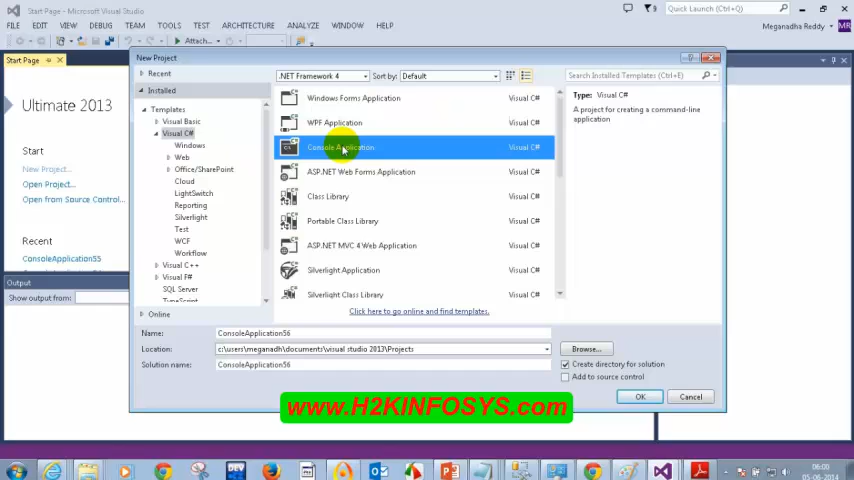 Start Page - Microsoft Visual Studio
Quick Launch (Ctrl+Q)
FILE EDIT VIEW DEBUG TEAM TOOLS TEST ARCHITECTURE ANALYZE WINDOW HELP
Meganadha Reddy MR
Attach...
Start Page
Ultimate 2013
Start
New Project...
Open Project...
Open from Source Control...
Recent
ConsoleApplication55
Output
Show output from:
New Project
Recent
Installed
Templates
Visual Basic
Visual C#
Windows
Web
Office/SharePoint
Cloud
LightSwitch
Reporting
Silverlight
Test
WCF
Workflow
Visual C++
Visual F#
SQL Server
TypeScript
Online
.NET Framework 4 Sort by: Default
Search Installed Templates (Ctrl+E)
Windows Forms Application Visual C#
WPF Application Visual C#
Console Application Visual C#
ASP.NET Web Forms Application Visual C#
Class Library Visual C#
Portable Class Library Visual C#
ASP.NET MVC 4 Web Application Visual C#
Silverlight Application Visual C#
Silverlight Class Library Visual C#
Click here to go online and find templates.
Type: Visual C#
A project for creating a command-line
application
Name: ConsoleApplication56
Location: c:\users\meganadh\documents\visual studio 2013\Projects
Browse...
Solution name: ConsoleApplication56
Create directory for solution
Add to source control
OK Cancel
www.H2KINFOSYS.com
DEV
06:00
05-06-2014